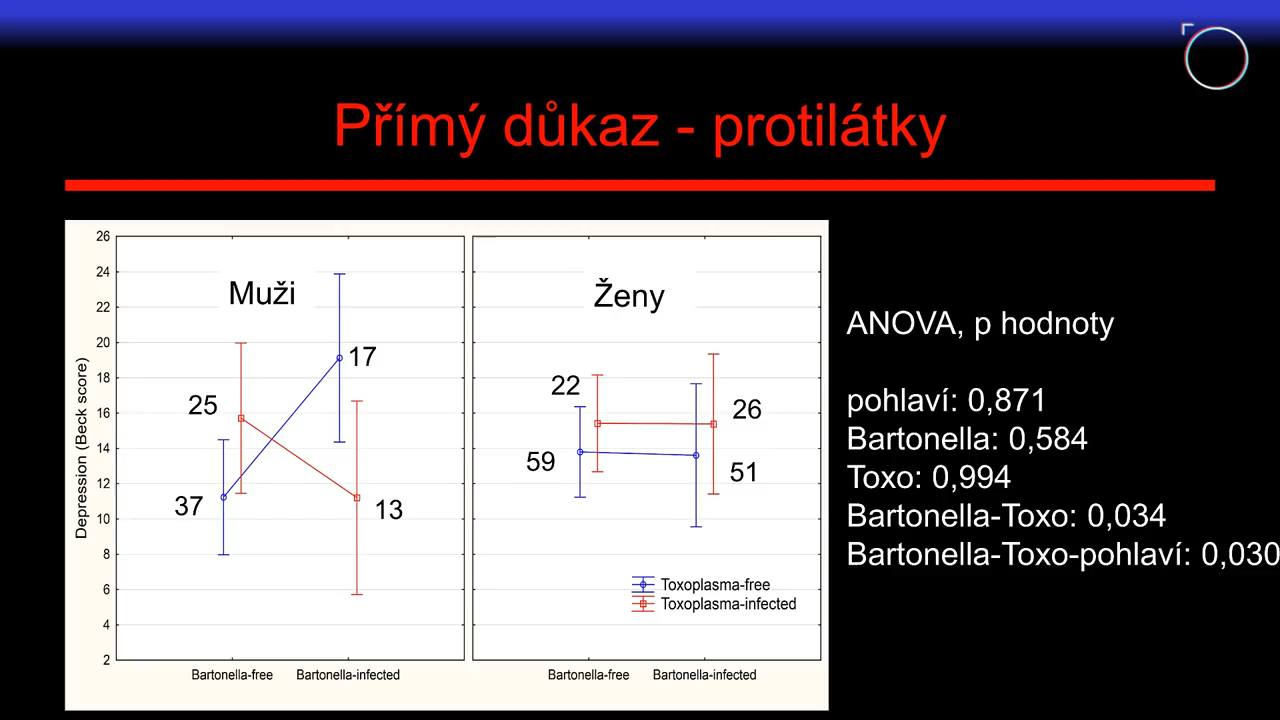 Přímý důkaz - protilátky
26
24
22
20
18
16
14
12
10
8
6
4
2
Depression (Beck score)
Muži
17
25
37
13
Bartonella-free Bartonella-infected
Ženy
22
26
59
51
Toxoplasma-free
Toxoplasma-infected
Bartonella-free Bartonella-infected
ANOVA, p hodnoty
pohlaví: 0,871
Bartonella: 0,584
Toxo: 0,994
Bartonella-Toxo: 0,034
Bartonella-Toxo-pohlaví: 0,030